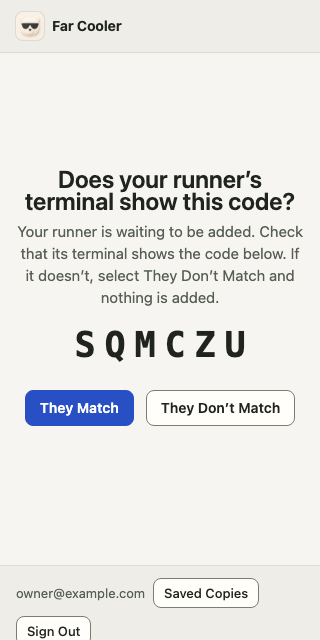 Far Cooler
Does your runner’s
terminal show this code?
Your runner is waiting to be added. Check
that its terminal shows the code below. If
it doesn’t, select They Don’t Match and
nothing is added.
SQMCZU
They Match
They Don’t Match
owner@example.com
Saved Copies
Sign Out